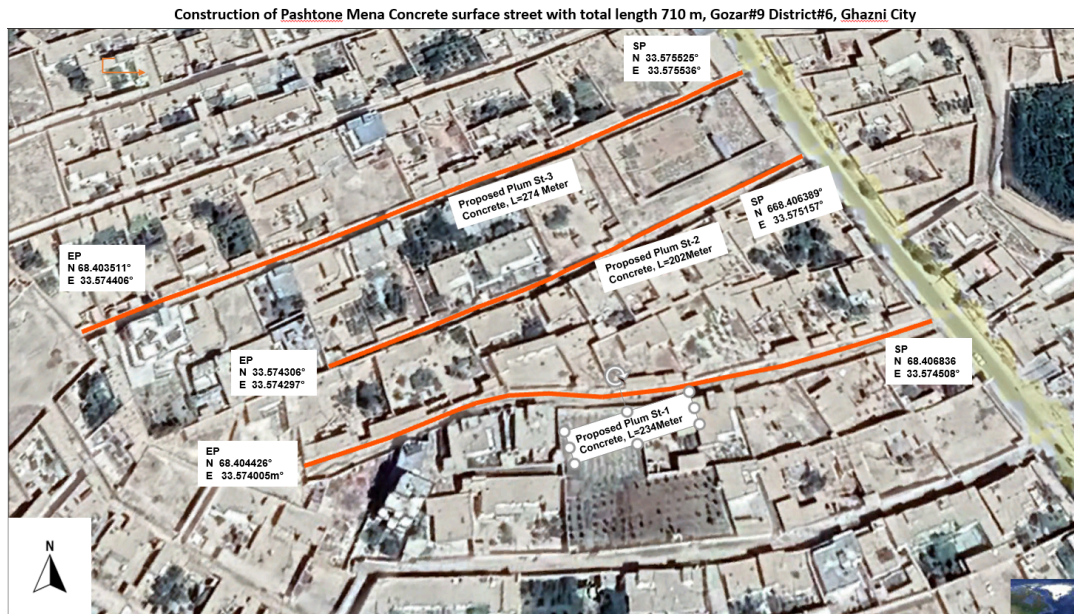 Construction of Pashtone Mena Concrete surface street with total length 710 m, Gozar#9 District#6, Ghazni City
SP
N 33.575525°
E 33.575536°
Proposed Plum St-3
Concrete, L=274 Meter
SP
N 668.406389°
E 33.575157°
EP
N 68.403511°
E 33.574406°
Proposed Plum St-2
Concrete, L=202Meter
EP
N 33.574306°
E 33.574297°
SP
N 68.406836
E 33.574508°
Proposed Plum St-1
Concrete, L=234Meter
EP
N 68.404426°
E 33.574005m°
N